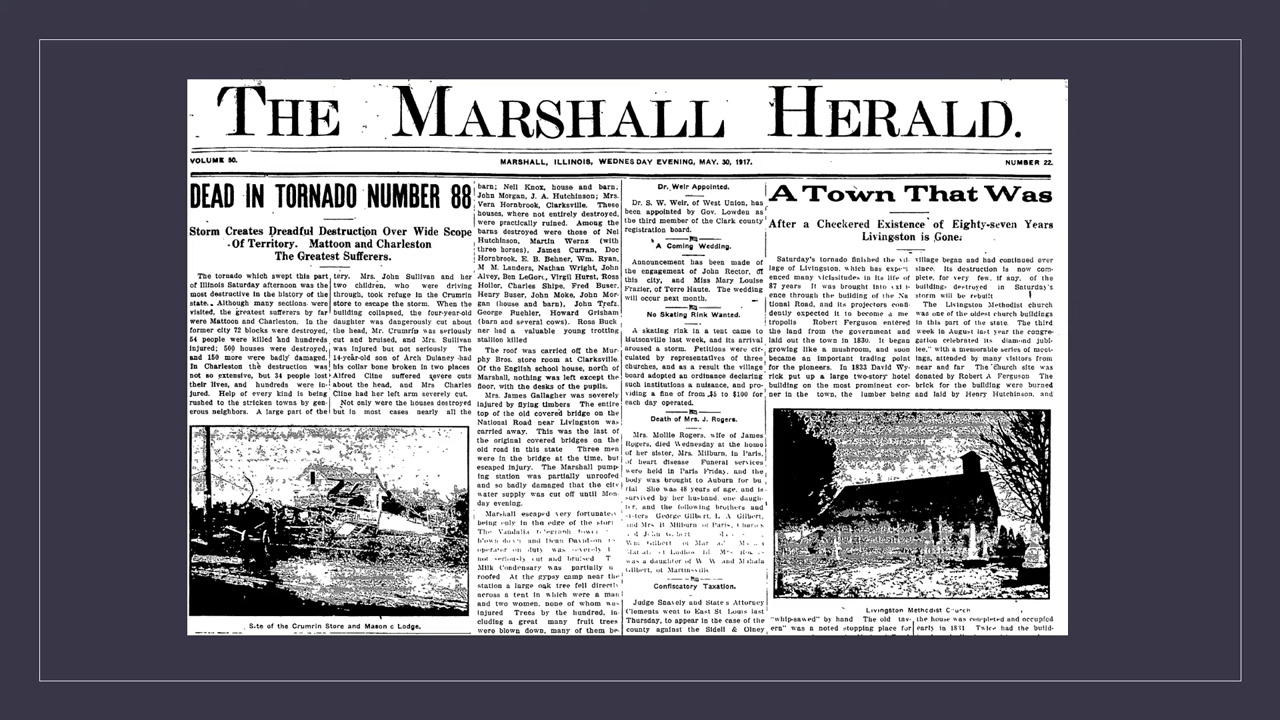 THE MARSHALL HERALD.
VOLUME 50.
MARSHALL, ILLINOIS, WEDNESDAY EVENING, MAY. 30, 1917.
NUMBER 22.
DEAD IN TORNADO NUMBER 88
Storm Creates Dreadful Destruction Over Wide Scope
Of Territory. Mattoon and Charleston
The Greatest Sufferers.
The tornado which swept this part
of Illinois Saturday afternoon was the
most destructive in the history of the
state. Although many sections were
visited, the greatest sufferers by far
were Mattoon and Charleston. In the
former city 72 blocks were destroyed,
54 people were killed and hundreds
injured; 500 houses were destroyed,
and 150 more were badly damaged.
In Charleston the destruction was
not so extensive, but 34 people lost
their lives, and hundreds were in-
jured. Help of every kind is being
rushed to the stricken towns by gen-
erous neighbors. A large part of the
tery. Mrs. John Sullivan and her
two children, who were driving
through, took refuge in the Crumrin
store to escape the storm. When the
building collapsed, the four-year-old
daughter was dangerously cut about
the head, Mr. Crumrin was seriously
cut and bruised, and Mrs. Sullivan
was injured but not seriously. The
14-year-old son of Arch Dulaney had
his collar bone broken in two places
Alfred Cline suffered severe cuts
about the head, and Mrs Charles
Cline had her left arm severely cut.
Not only were the houses destroyed
but in most cases nearly all the
Site of the Crumrin Store and Masonic Lodge.
barn; Nell Knox, house and barn.
John Morgan, J. A. Hutchinson; Mrs.
Vern Hornbrook, Clarksville. These
houses, where not entirely destroyed,
were practically ruined. Among the
barns destroyed were those of Nel
Hutchinson, Martin Wernz (with
three horses), James Curran, Doc
Hornbrook, E. B. Behner, Wm. Ryan,
M. M. Landers, Nathan Wright, John
Alvey, Ben LeGore, Virgil Hurst, Ross
Holler, Charles Shipe, Fred Buser,
Henry Buser, John Moke, John Mor-
gan (house and barn), John Trefz.
George Ruehler, Howard Grisham
(barn and several cows). Ross Buck
ner had a valuable young trotting
stallion killed
The roof was carried off the Mur-
phy Bros. store room at Clarksville.
Of the English school house, north of
Marshall, nothing was left except the
floor, with the desks of the pupils.
Mrs. James Gallagher was severely
injured by flying timbers The entire
top of the old covered bridge on the
National Road near Livingston was
carried away. This was the last of
the original covered bridges on the
old road in this state Three men
were in the bridge at the time, but
escaped injury. The Marshall pump-
ing station was partially unroofed
and so badly damaged that the city
water supply was cut off until Mon-
day evening.
Marshall escaped very fortunately
being only in the edge of the storm
The Vandalia telegraph tower
blown down and Dean Davidson
operator on duty was severely
not seriously cut and bruised
Milk Condensary was partially
roofed At the gypsy camp near the
station a large oak tree fell directly
across a tent in which were a man
and two women, none of whom was
injured Trees by the hundred, in-
cluding a great many fruit trees
were blown down, many of them be-
Dr. Weir Appointed.
Dr. S. W. Weir, of West Union, has
been appointed by Gov. Lowden as
the third member of the Clark county
registration board.
A Coming Wedding.
Announcement has been made of
the engagement of John Rector, of
this city, and Miss Mary Louise
Frazier, of Terre Haute. The wedding
will occur next month.
No Skating Rink Wanted.
A skating rink in a tent came to
Hutsonville last week, and its arrival
aroused a storm. Petitions were cir-
culated by representatives of three
churches, and as a result the village
board adopted an ordinance declaring
such institutions a nuisance, and pro-
viding a fine of from $5 to $100 for
each day operated.
Death of Mrs. J. Rogers.
Mrs. Mollie Rogers, wife of James
Rogers, died Wednesday at the home
of her sister, Mrs. Milburn, in Paris,
of heart disease Funeral services
were held in Paris Friday, and the
body was brought to Auburn for bu
rial She was 48 years of age, and is
survived by her husband, one daugh-
ter, and the following brothers and
sisters George Gilbert, L A Gilbert,
and Mrs B Milburn of Paris, Charles
was a daughter of W W and Mahala
Gilbert, of Martinsville
Confiscatory Taxation.
Judge Snavely and State's Attorney
Clements went to East St Louis last
Thursday, to appear in the case of the
county against the Sidell & Olney
A Town That Was
After a Checkered Existence of Eighty-seven Years
Livingston is Gone.
Saturday's tornado finished the vil-
lage of Livingston, which has experi
enced many vicissitudes in its life of
87 years It was brought into exist
ence through the building of the Na
tional Road, and its projectors confi-
dently expected it to become a me
tropolis Robert Ferguson entered
the land from the government and
laid out the town in 1830. It began
growing like a mushroom, and soon
became an important trading point
for the pioneers. In 1833 David Wy-
rick put up a large two-story hotel
building on the most prominent cor-
ner in the town, the lumber being
village began and had continued ever
since. Its destruction is now com-
plete, for very few, if any, of the
buildings destroyed in Saturday's
storm will be rebuilt
The Livingston Methodist church
was one of the oldest church buildings
in this part of the state. The third
week in August last year the congre-
gation celebrated its diamond jubi-
lee," with a memorable series of meet-
ings, attended by many visitors from
near and far The church site was
donated by Robert A Ferguson The
brick for the building were burned
and laid by Henry Hutchinson, and
Livingston Methodist Church
"whip-sawed" by hand The old tav-
ern" was a noted stopping place for
the house was completed and occupied
early in 1831 Twice had the build-